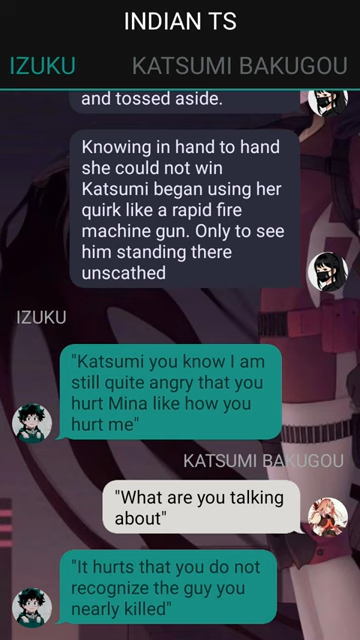 INDIAN TS
IZUKU
KATSUMI BAKUGOU
and tossed aside.
Knowing in hand to hand
she could not win
Katsumi began using her
quirk like a rapid fire
machine gun. Only to see
him standing there
unscathed
IZUKU
"Katsumi you know I am
still quite angry that you
hurt Mina like how you
hurt me"
KATSUMI BAKUGOU
"What are you talking
about"
"It hurts that you do not
recognize the guy you
nearly killed"